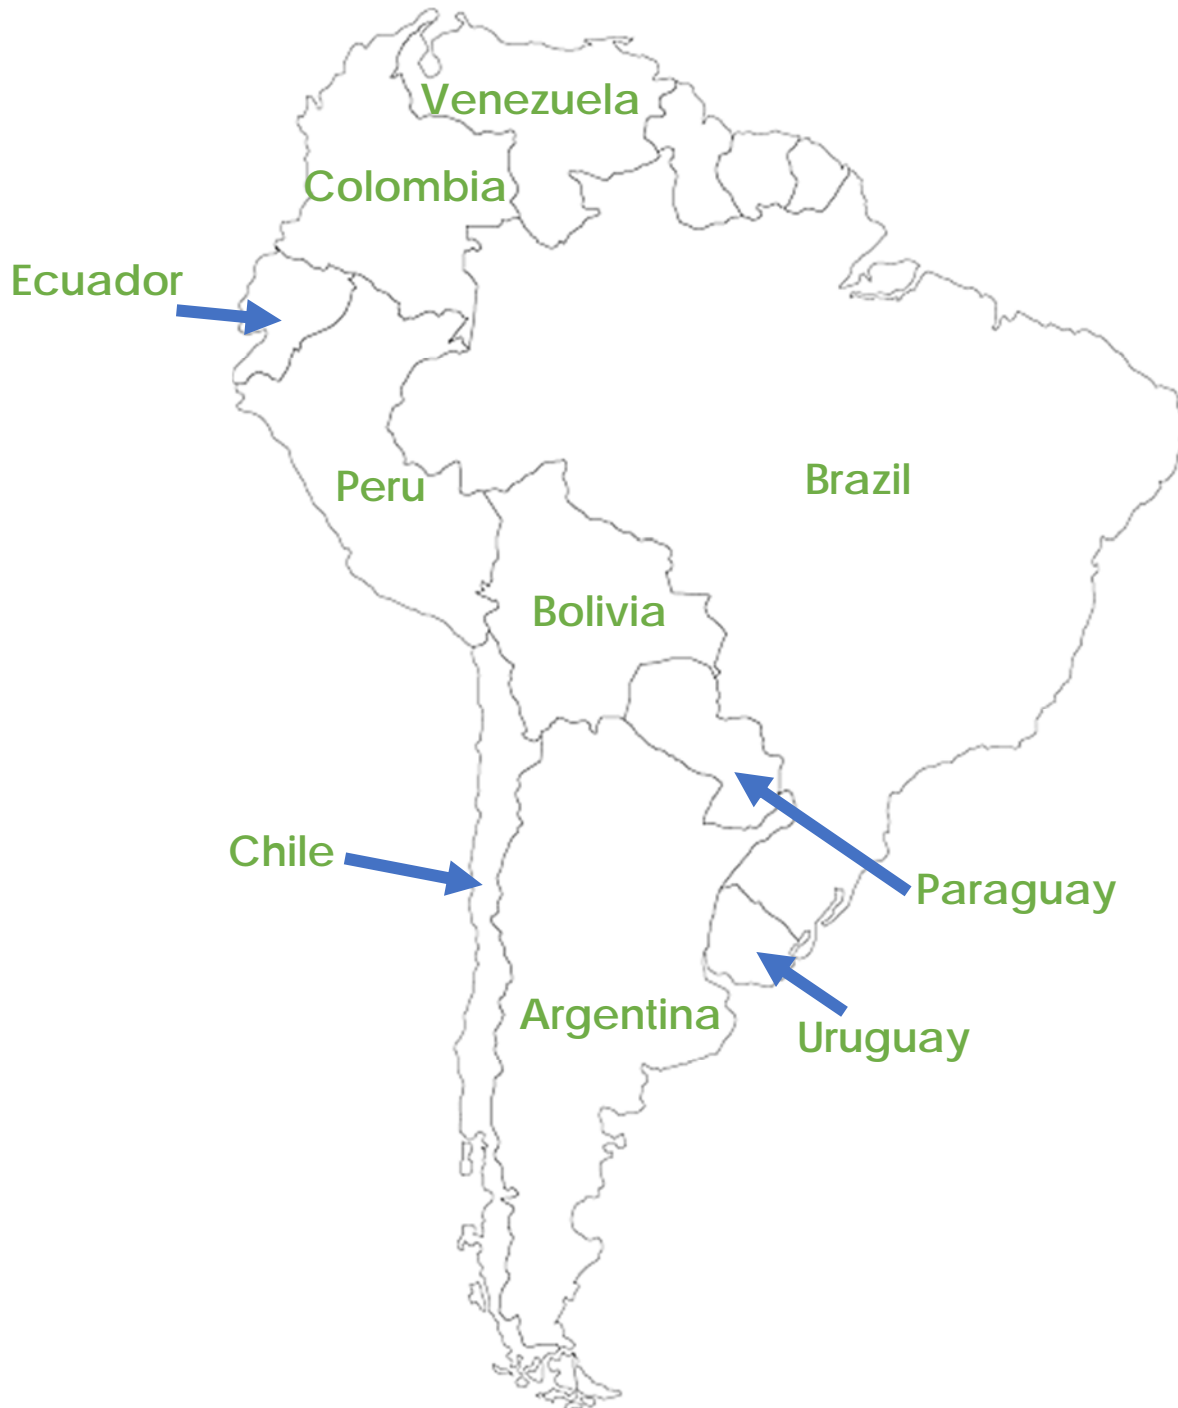 Venezuela
Colombia
Ecuador
Peru
Brazil
Bolivia
Chile
Paraguay
Argentina
Uruguay